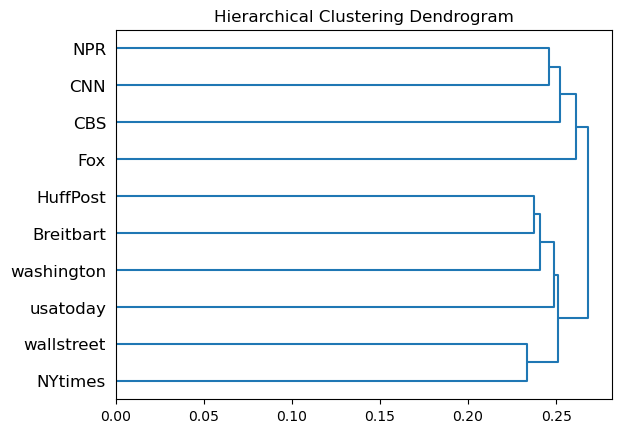 Hierarchical Clustering Dendrogram
NPR
CNN
CBS
Fox
HuffPost
Breitbart
washington
usatoday
wallstreet
NYtimes
0.00 0.05 0.10 0.15 0.20 0.25